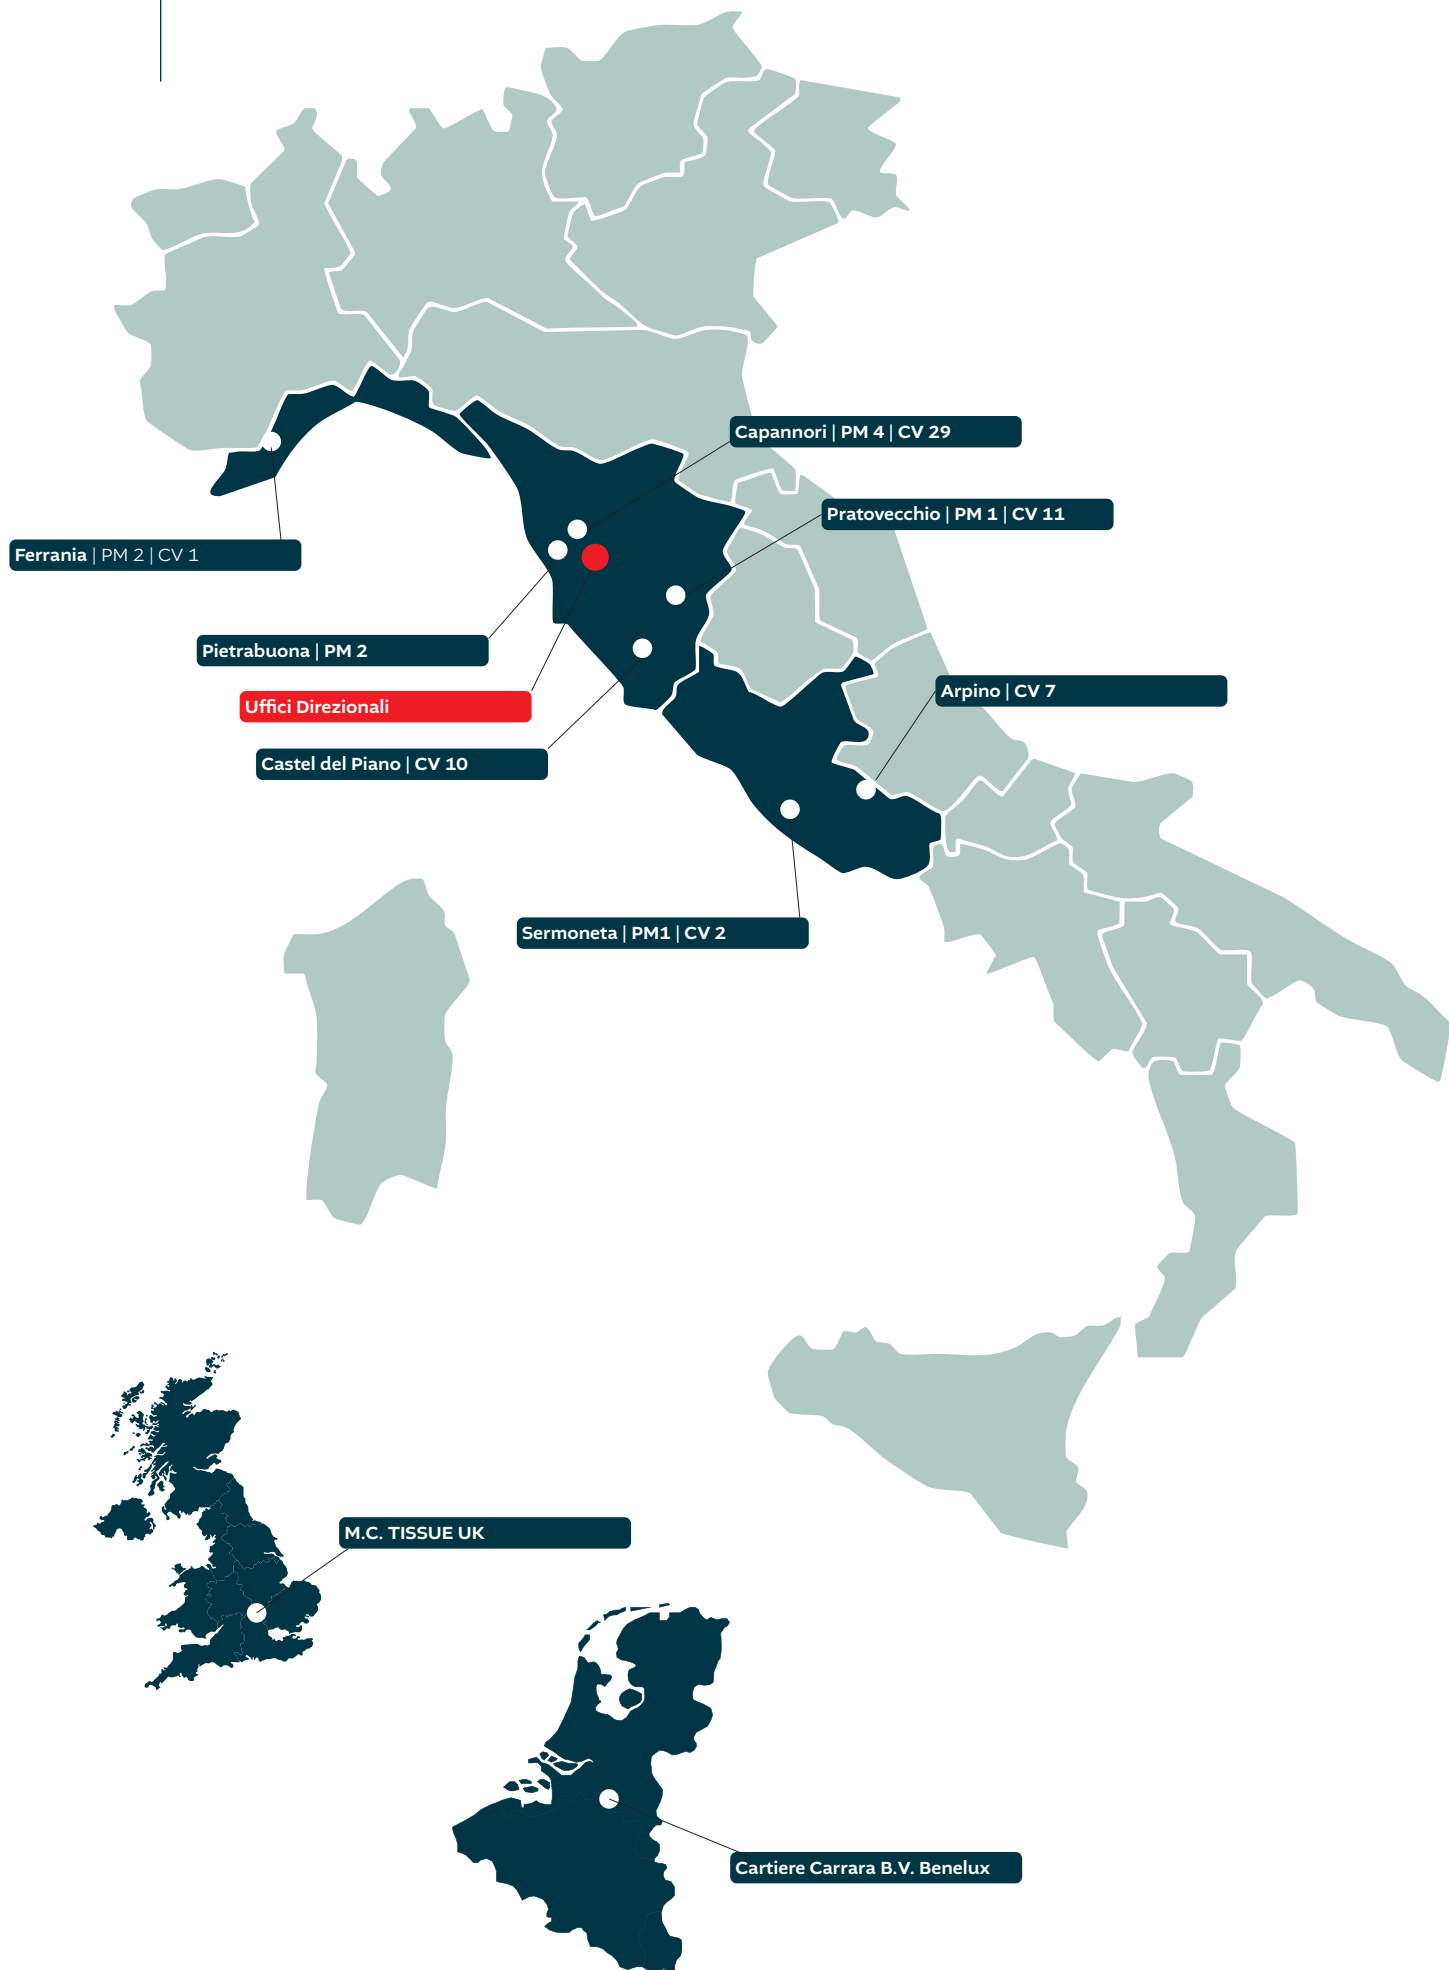 Capannori | PM 4 | CV 29
Pratovecchio | PM 1 | CV 11
Ferrania | PM 2 | CV 1
Pietrabuona | PM 2
Uffici Direzionali
Arpino | CV 7
Castel del Piano | CV 10
Sermoneta | PM1 | CV 2
M.C. TISSUE UK
Cartiere Carrara B.V. Benelux